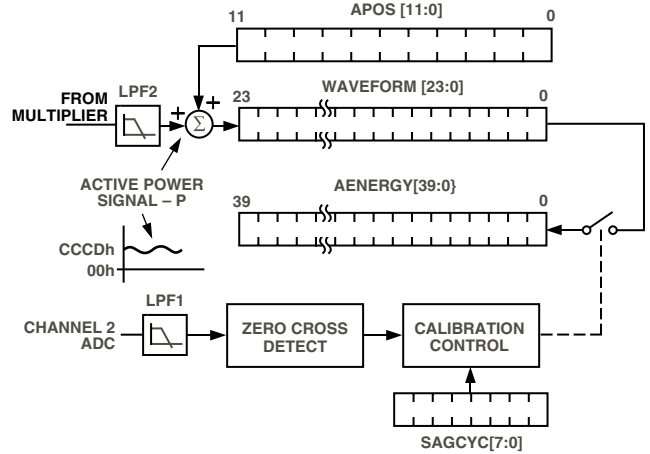 APOS [11:0]
11
0
LPF2
+
+
Σ
FROM
MULTIPLIER
WAVEFORM [23:0]
23
0
ACTIVE POWER
SIGNAL – P
AENERGY[39:0}
39
0
CCCDh
00h
LPF1
CHANNEL 2
ADC
ZERO CROSS
DETECT
CALIBRATION
CONTROL
SAGCYC[7:0]